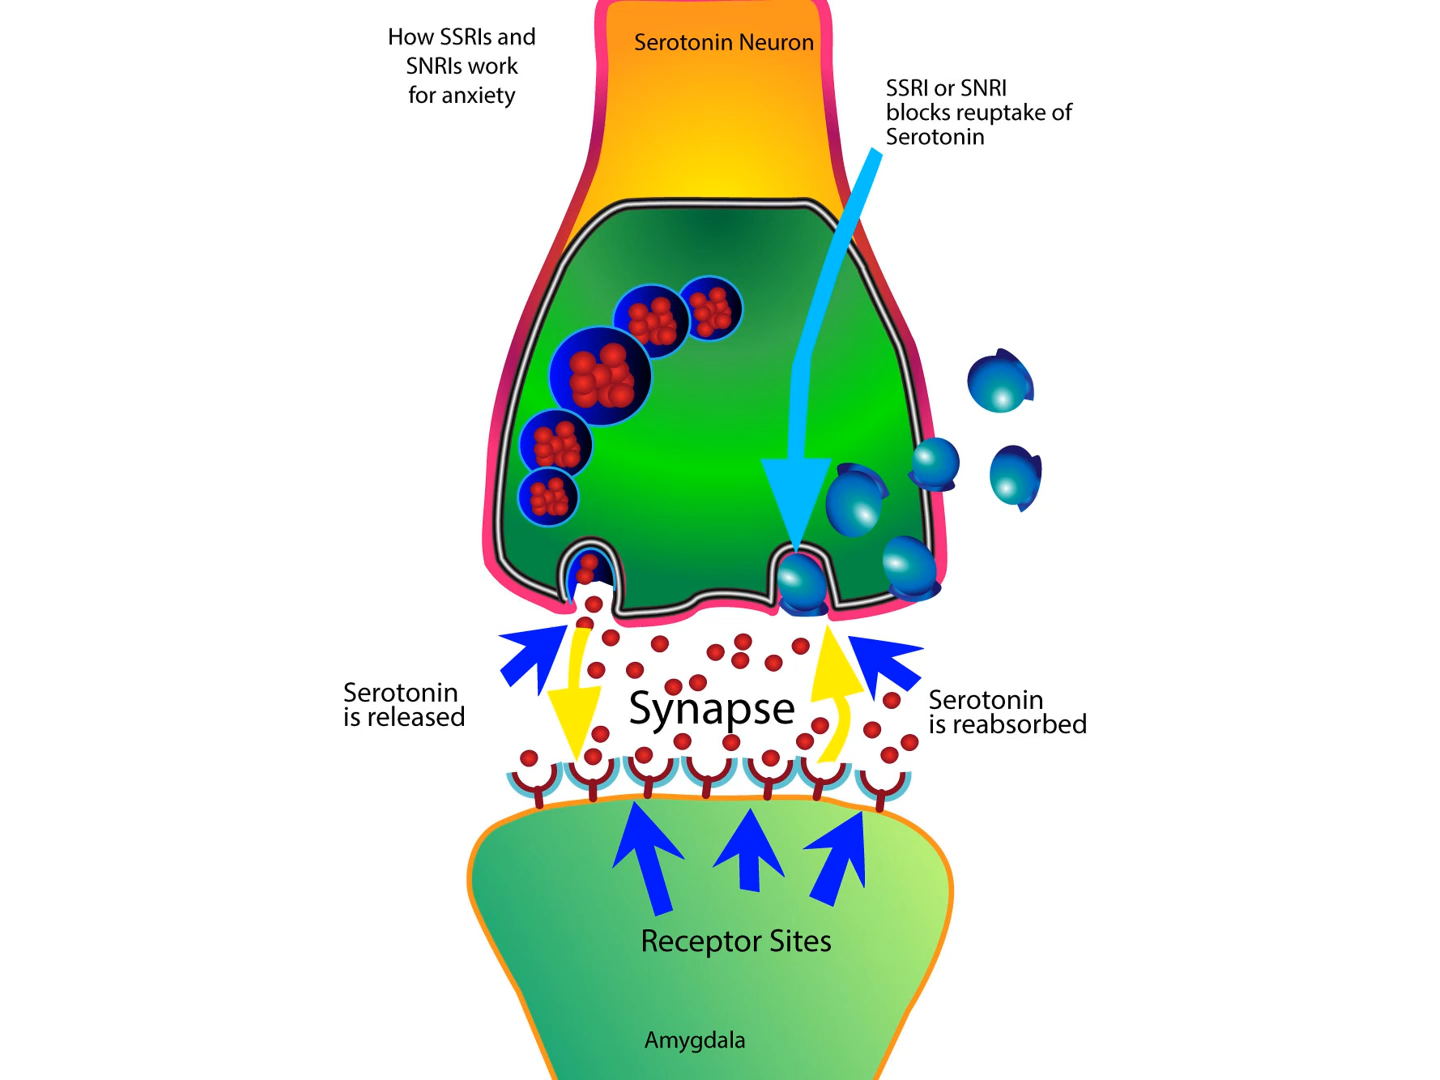 How SSRIs and
SNRIs work
for anxiety
Serotonin Neuron
SSRI or SNRI
blocks reuptake of
Serotonin
Serotonin
is released
Synapse
Serotonin
is reabsorbed
Receptor Sites
Amygdala